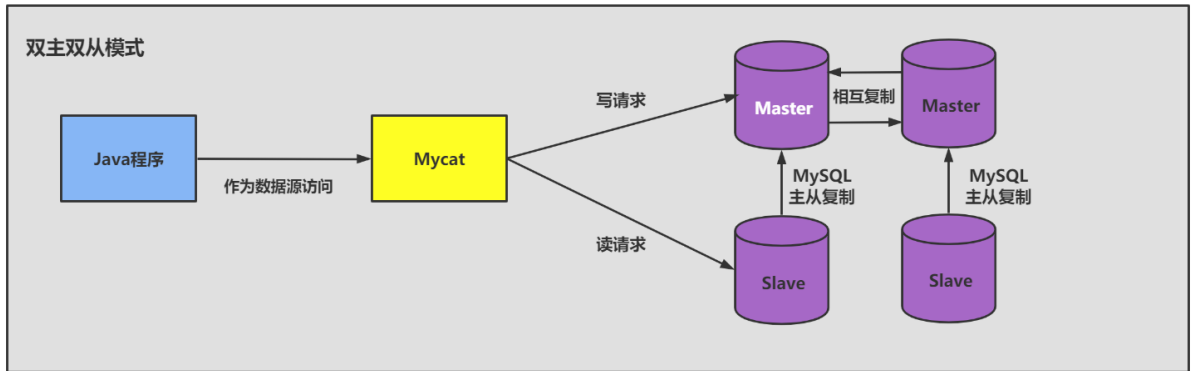 双主双从模式
Java程序
作为数据源访问
Mycat
写请求
读请求
Master
相互复制
Master
MySQL
主从复制
MySQL
主从复制
Slave
Slave